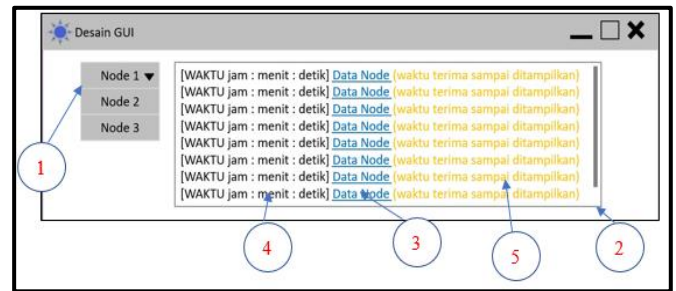 Desain GUI
Node 1
Node 2
Node 3
[WAKTU jam : menit : detik] Data Node (waktu terima sampai ditampilkan)
[WAKTU jam : menit : detik] Data Node (waktu terima sampai ditampilkan)
[WAKTU jam : menit : detik] Data Node (waktu terima sampai ditampilkan)
[WAKTU jam : menit : detik] Data Node (waktu terima sampai ditampilkan)
[WAKTU jam : menit : detik] Data Node (waktu terima sampai ditampilkan)
[WAKTU jam : menit : detik] Data Node (waktu terima sampai ditampilkan)
[WAKTU jam : menit : detik] Data Node (waktu terima sampai ditampilkan)
[WAKTU jam : menit : detik] Data Node (waktu terima sampai ditampilkan)
1
4
3
5
2